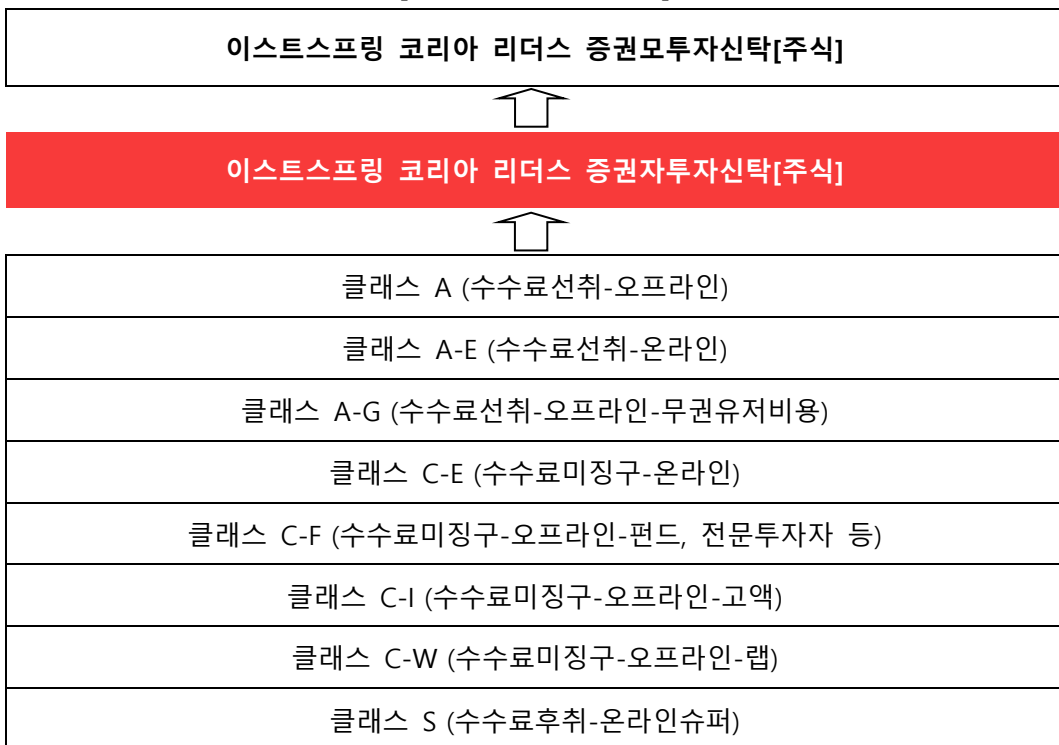 이스트스프링 코리아 리더스 증권모투자신탁[주식]
이스트스프링 코리아 리더스 증권자투자신탁[주식]
클래스 A (수수료선취-오프라인)
클래스 A-E (수수료선취-온라인)
클래스 A-G (수수료선취-오프라인-무권유저비용)
클래스 C-E (수수료미징구-온라인)
클래스 C-F (수수료미징구-오프라인-펀드, 전문투자자 등)
클래스 C-I (수수료미징구-오프라인-고액)
클래스 C-W (수수료미징구-오프라인-랩)
클래스 S (수수료후취-온라인슈퍼)